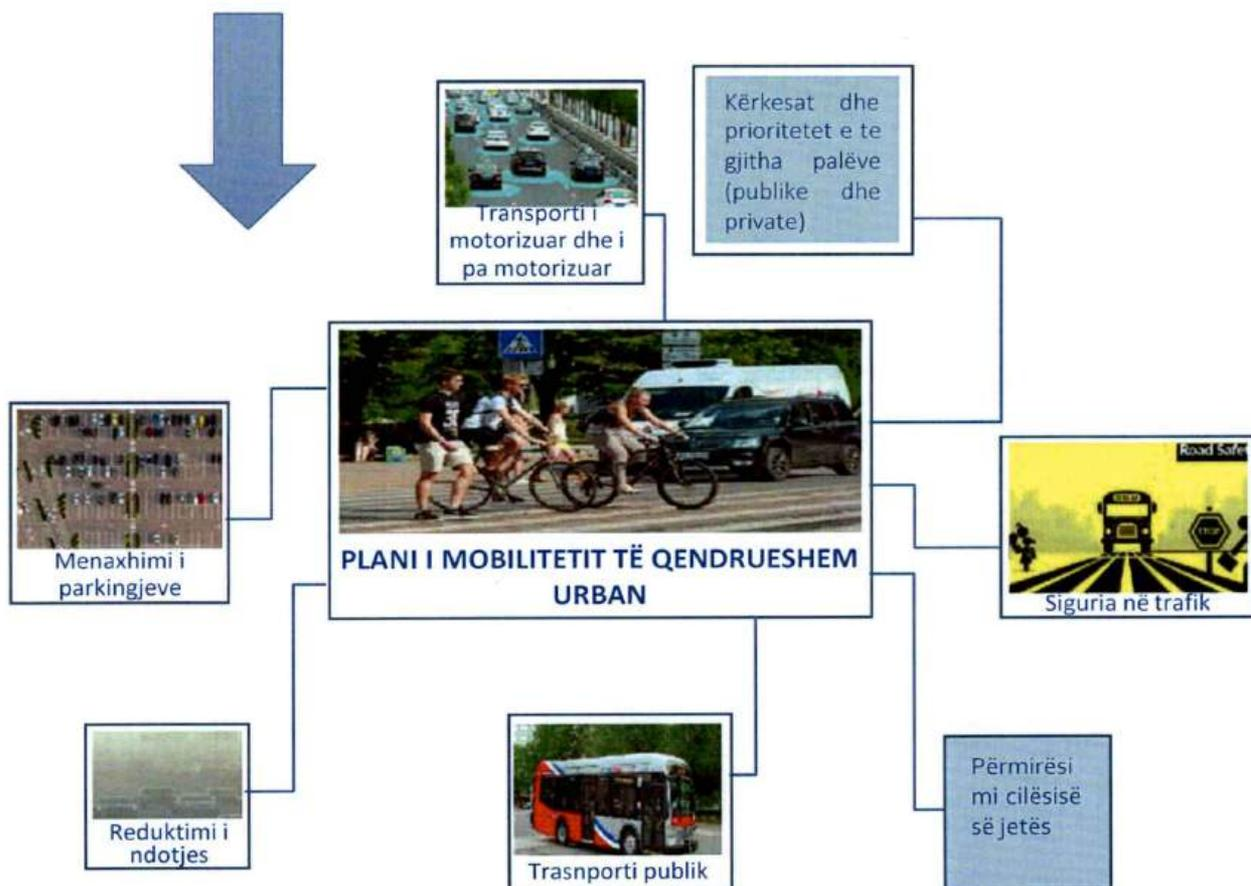 Transporti i
motorizuar dhe i
pa motorizuar
Kërkesat dhe
prioritetet e te
gjitha palëve
(publike dhe
private)
Menaxhimi i
parkingjeve
PLANI I MOBILITETIT TË QENDRUESHEM
URBAN
Road Safe
STOP
Siguria në trafik
Reduktimi i
ndotjes
Trasnporti publik
Përmirësi
mi cilësisë
së jetës